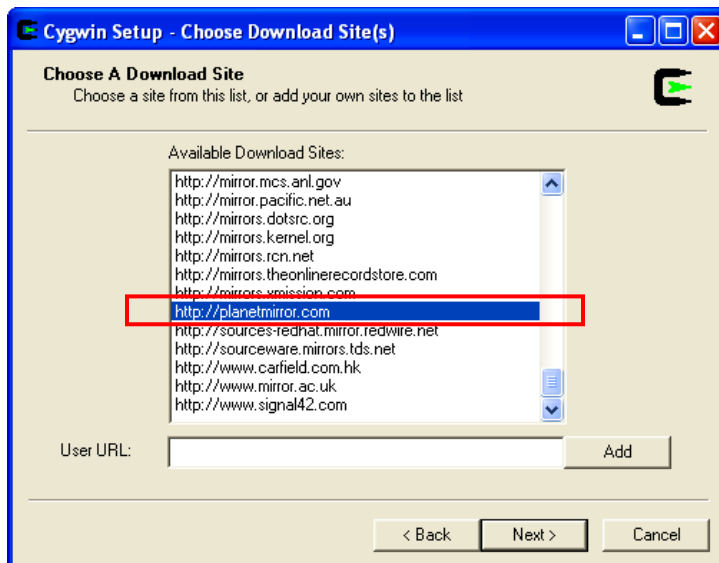 Cygwin Setup - Choose Download Site(s)
Choose A Download Site
Choose a site from this list, or add your own sites to the list
Available Download Sites:
http://mirror.mcs.anl.gov
http://mirror.pacific.net.au
http://mirrors.dotsrc.org
http://mirrors.kernel.org
http://mirrors.rcn.net
http://mirrors.theonlinerecordstore.com
http://mirrors.xmission.com
http://planetmirror.com
http://sources-redhat.mirror.redwire.net
http://sourceware.mirrors.tds.net
http://www.carfield.com.hk
http://www.mirror.ac.uk
http://www.signal42.com
User URL:
Add
< Back
Next >
Cancel